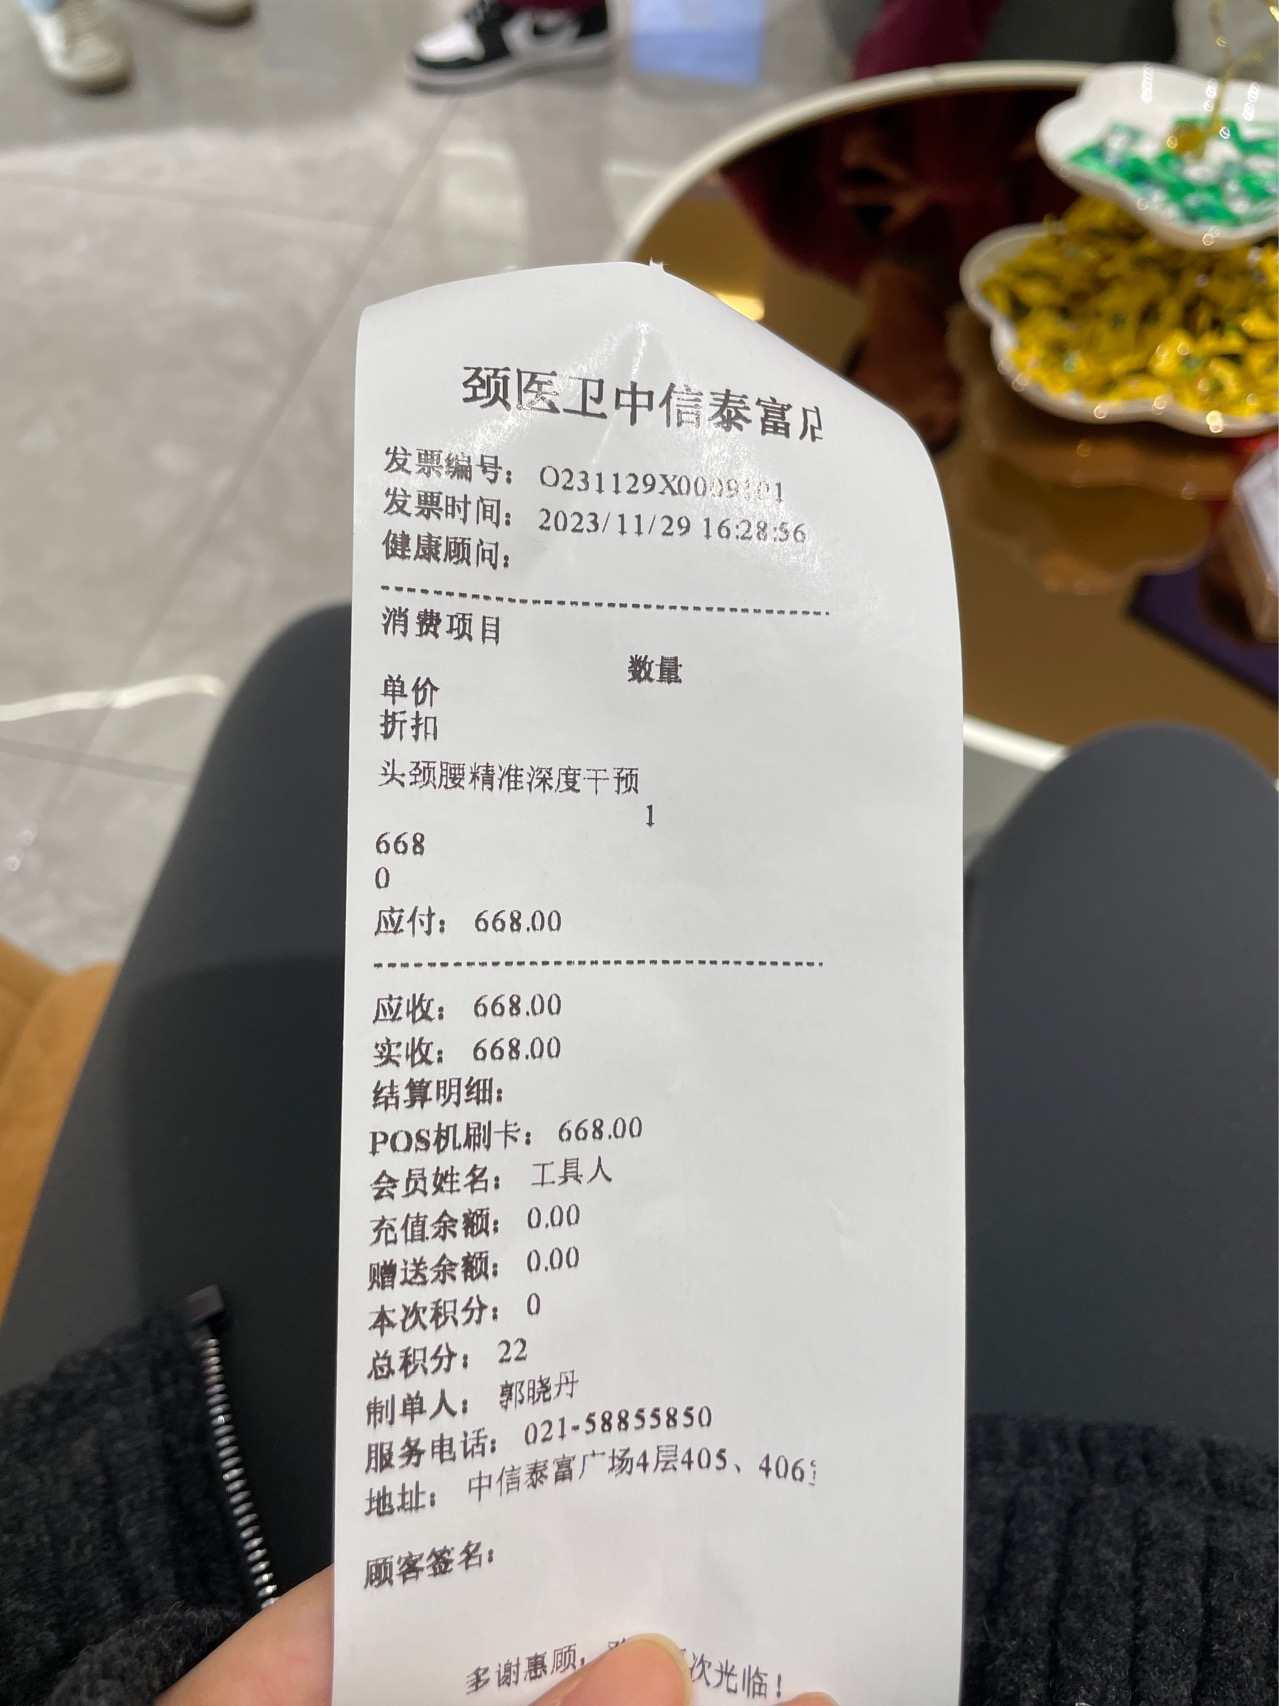 颈医卫中信泰富店
发票编号： O231129X0009101
发票时间： 2023/11/29 16:28:56
健康顾问：
消费项目
数量
单价
折扣
头颈腰精准深度干预
1
668
0
应付： 668.00
应收： 668.00
实收： 668.00
结算明细：
POS机刷卡： 668.00
会员姓名： 工具人
充值余额： 0.00
赠送余额： 0.00
本次积分： 0
总积分： 22
制单人： 郭晓丹
服务电话： 021-58855850
地址： 中信泰富广场4层405、406
顾客签名：
多谢惠顾， 次光临！